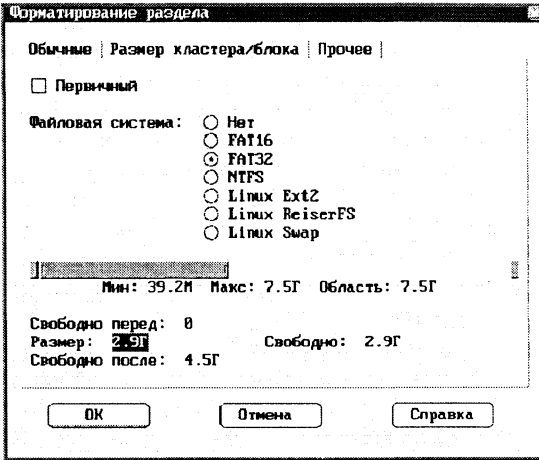 Форматирование раздела
Обычные | Размер кластера/блока | Прочее |
Первичный
Файловая система: Нет
FAT16
FAT32
NTFS
Linux Ext2
Linux ReiserFS
Linux Swap
Мин: 39.2М Макс: 7.5Г Область: 7.5Г
Свободно перед: 0
Размер: 2.9Г Свободно: 2.9Г
Свободно после: 4.5Г
ОК Отмена Справка